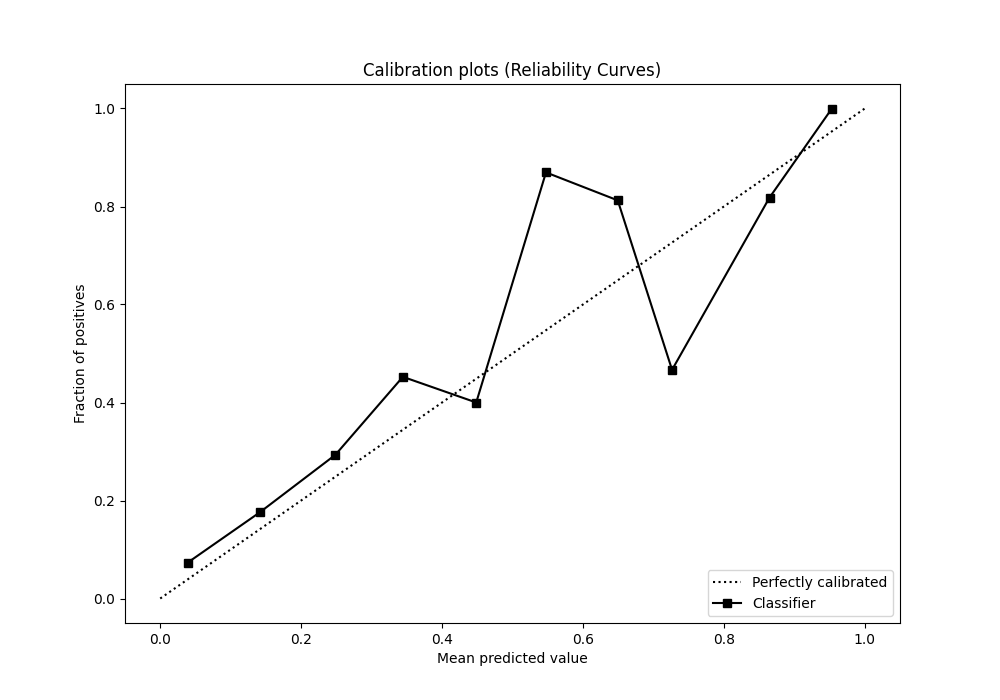 Calibration plots (Reliability Curves)
1.0
0.8
0.6
0.4
0.2
0.0
Fraction of positives
0.0 0.2 0.4 0.6 0.8 1.0
Mean predicted value
Perfectly calibrated
Classifier